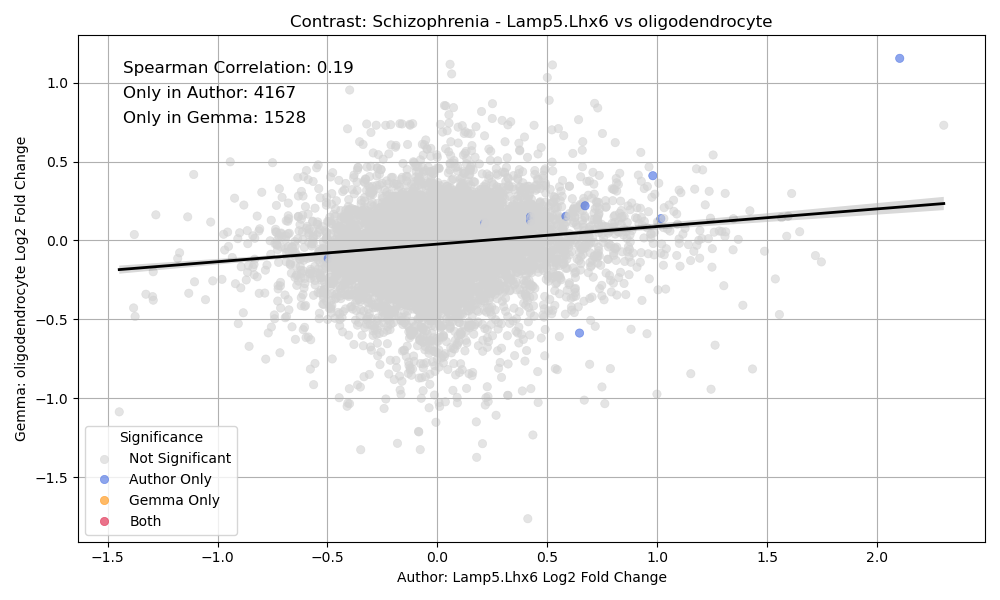 Contrast: Schizophrenia - Lamp5.Lhx6 vs oligodendrocyte
Spearman Correlation: 0.19
Only in Author: 4167
Only in Gemma: 1528
Gemma: oligodendrocyte Log2 Fold Change
1.0
0.5
0.0
−0.5
−1.0
−1.5
Significance
Not Significant
Author Only
Gemma Only
Both
−1.5
−1.0
−0.5
0.0
0.5
1.0
1.5
2.0
Author: Lamp5.Lhx6 Log2 Fold Change